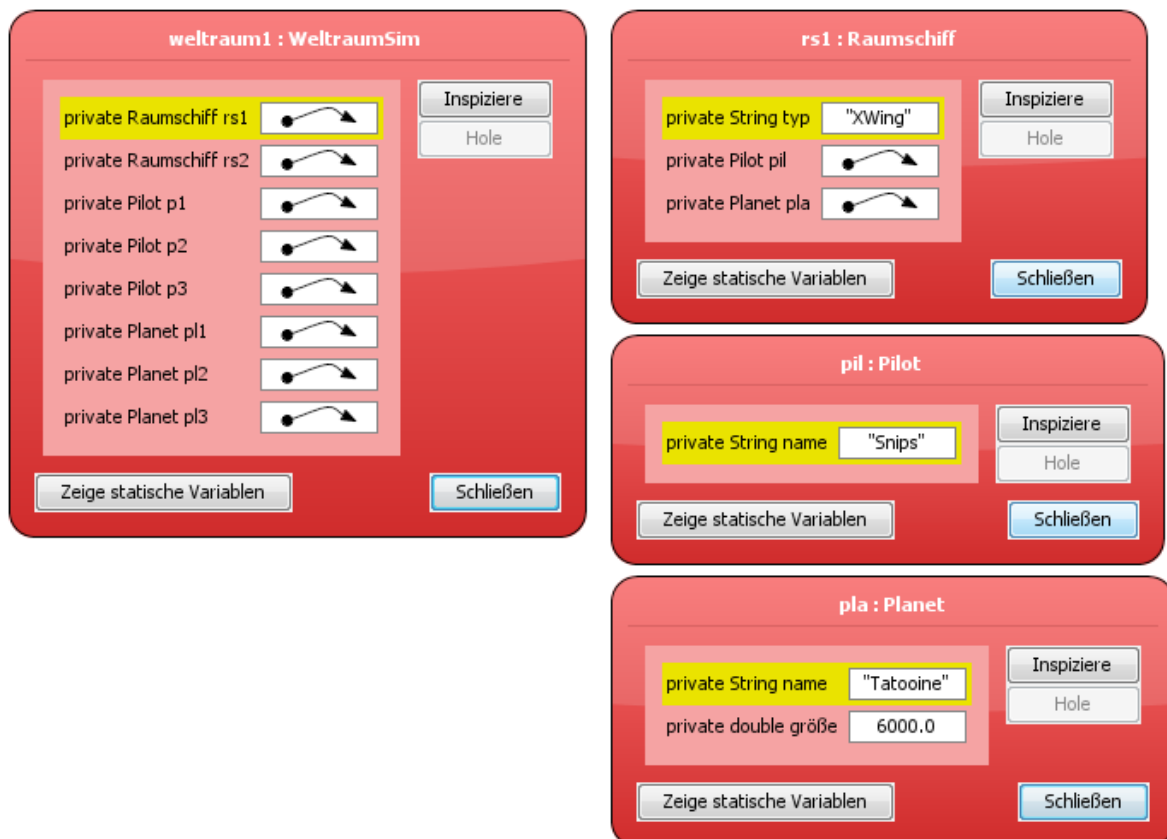 weltraum1 : WeltraumSim
private Raumschiff rs1
Inspiziere
private Raumschiff rs2
Hole
private Pilot p1
private Pilot p2
private Pilot p3
private Planet pl1
private Planet pl2
private Planet pl3
Zeige statische Variablen
Schließen
rs1 : Raumschiff
private String typ "XWing"
Inspiziere
private Pilot pil
Hole
private Planet pla
Zeige statische Variablen
Schließen
pil : Pilot
private String name "Snips"
Inspiziere
Hole
Zeige statische Variablen
Schließen
pla : Planet
private String name "Tatooine"
Inspiziere
private double größe 6000.0
Hole
Zeige statische Variablen
Schließen